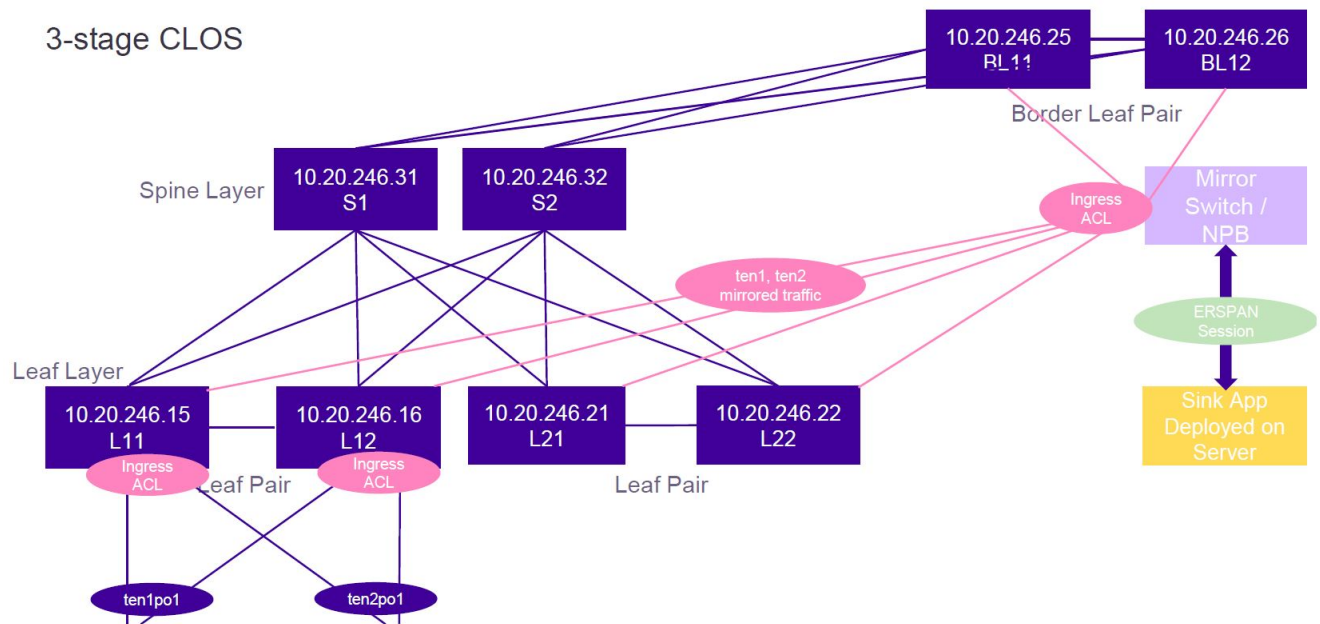 3-stage CLOS
10.20.246.25
BL11
10.20.246.26
BL12
Border Leaf Pair
Spine Layer
10.20.246.31
S1
10.20.246.32
S2
Ingress
ACL
Mirror
Switch /
NPB
ten1, ten2
mirrored traffic
ERSPAN
Session
Leaf Layer
10.20.246.15
L11
10.20.246.16
L12
10.20.246.21
L21
10.20.246.22
L22
Sink App
Deployed on
Server
Ingress
ACL
Leaf Pair
Ingress
ACL
Leaf Pair
ten1po1
ten2po1